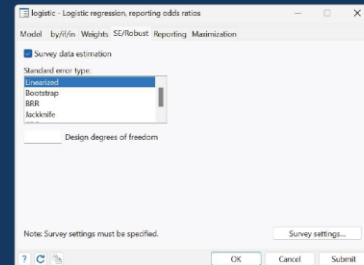 logistic - Logistic regression, reporting odds ratios
Model by/if/in Weights SE/Robust Reporting Maximization
Survey data estimation
Standard error type:
Linearized
Bootstrap
BRR
Jackknife
Design degrees of freedom
Note: Survey settings must be specified.
Survey settings...
OK Cancel Submit